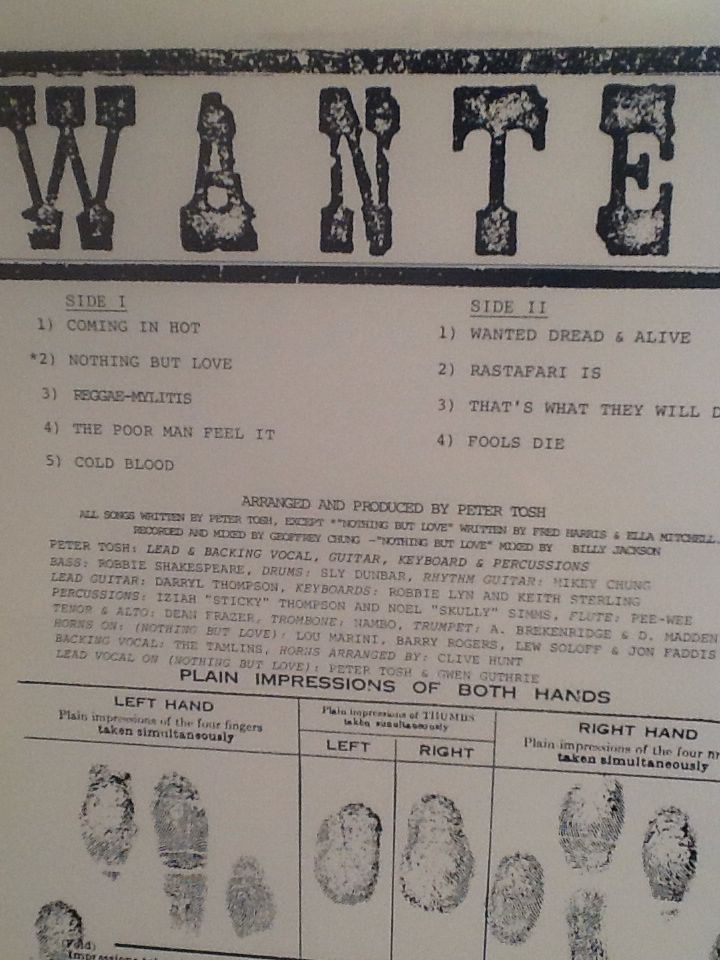 WANTE
SIDE I
1) COMING IN HOT
*2) NOTHING BUT LOVE
3) REGGAE-MYLITIS
4) THE POOR MAN FEEL IT
5) COLD BLOOD
SIDE II
1) WANTED DREAD & ALIVE
2) RASTAFARI IS
3) THAT'S WHAT THEY WILL D
4) FOOLS DIE
ARRANGED AND PRODUCED BY PETER TOSH
ALL SONGS WRITTEN BY PETER TOSH, EXCEPT *"NOTHING BUT LOVE" WRITTEN BY FRED HARRIS & ELLA MITCHELL.
RECORDED AND MIXED BY GEOFFREY CHUNG -"NOTHING BUT LOVE" MIXED BY BILLY JACKSON
PETER TOSH: LEAD & BACKING VOCAL, GUITAR, KEYBOARD & PERCUSSIONS
BASS: ROBBIE SHAKESPEARE, DRUMS: SLY DUNBAR, RHYTHM GUITAR: MIKEY CHUNG
LEAD GUITAR: DARRYL THOMPSON, KEYBOARDS: ROBBIE LYN AND KEITH STERLING
PERCUSSIONS: IZIAH "STICKY" THOMPSON AND NOEL "SKULLY" SIMMS, FLUTE: PEE-WEE
TENOR & ALTO: DEAN FRAZER, TROMBONE: NAMBO, TRUMPET: A. BREKENRIDGE & D. MADDEN
HORNS ON: (NOTHING BUT LOVE): LOU MARINI, BARRY ROGERS, LEW SOLOFF & JON FADDIS
BACKING VOCAL: THE TAMLINS, HORNS ARRANGED BY: CLIVE HUNT
LEAD VOCAL ON (NOTHING BUT LOVE): PETER TOSH & GWEN GUTHRIE
PLAIN IMPRESSIONS OF BOTH HANDS
LEFT HAND
Plain impressions of the four fingers
taken simultaneously
Plain impressions of THUMBS
taken simultaneously
LEFT
RIGHT
RIGHT HAND
Plain impressions of the four
taken simultaneously
(Fold)
Impressions